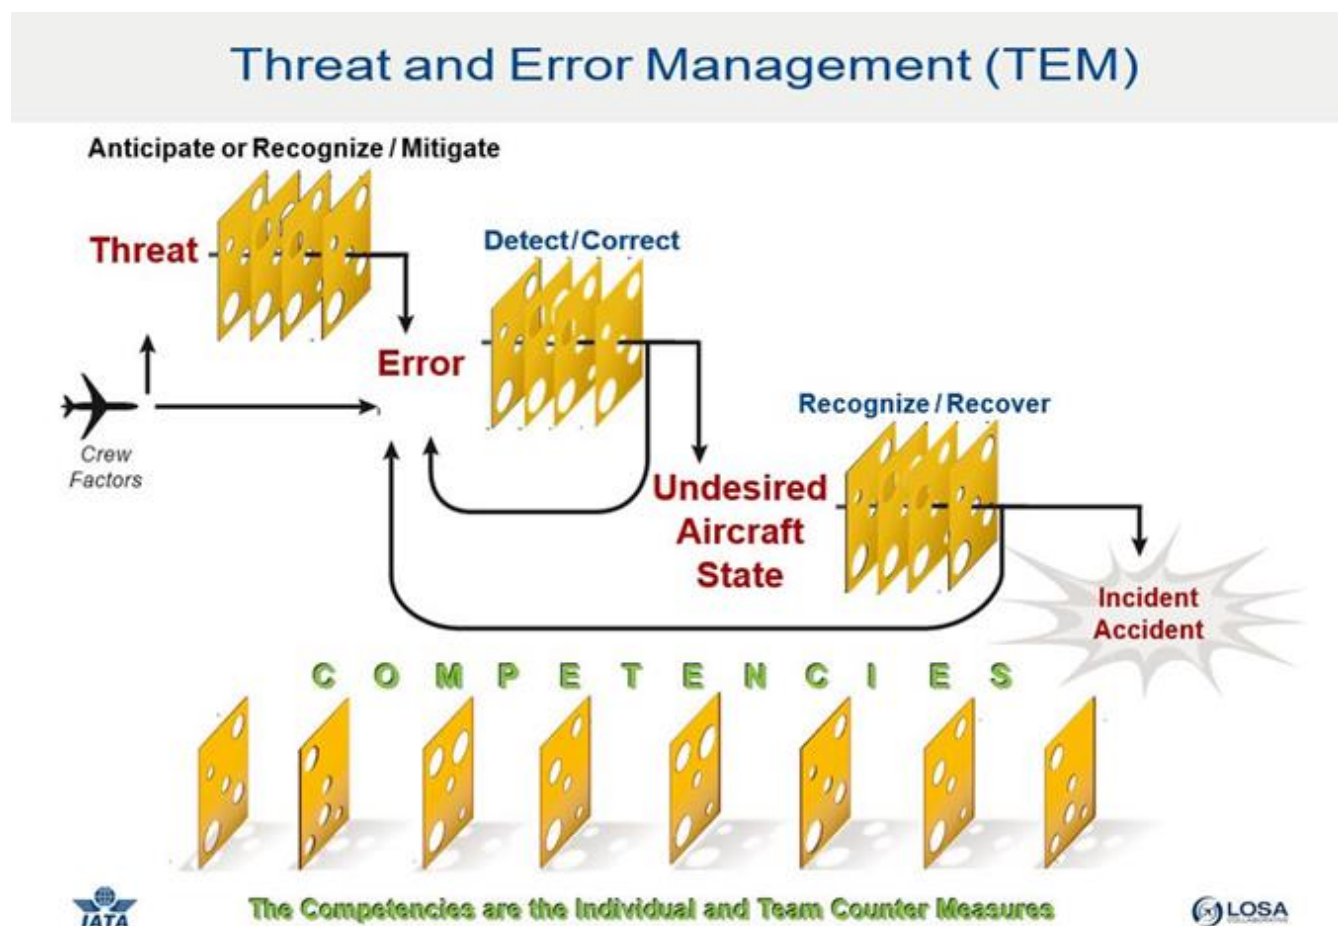 Threat and Error Management (TEM)
Anticipate or Recognize / Mitigate
Threat
Detect/Correct
Error
Recognize / Recover
Crew
Factors
Undesired
Aircraft
State
Incident
Accident
C O M P E T E N C I E S
The Competencies are the Individual and Team Counter Measures
IATA
LOSA
COLLABORATIVE